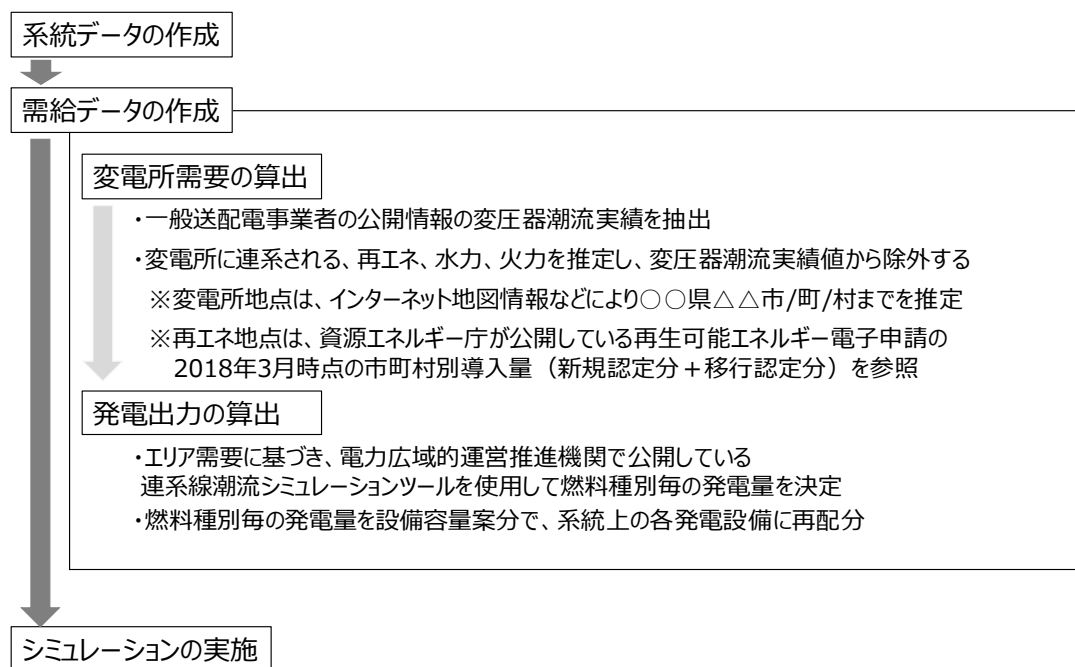 系統データの作成
需給データの作成
変電所需要の算出
・一般送配電事業者の公開情報の変圧器潮流実績を抽出
・変電所に連系される、再エネ、水力、火力を推定し、変圧器潮流実績値から除外する
※変電所地点は、インターネット地図情報などにより○○県△△市/町/村までを推定
※再エネ地点は、資源エネルギー庁が公開している再生可能エネルギー電子申請の
2018年3月時点の市町村別導入量（新規認定分＋移行認定分）を参照
発電出力の算出
・エリア需要に基づき、電力広域的運営推進機関で公開している
連系線潮流シミュレーションツールを使用して燃料種別毎の発電量を決定
・燃料種別毎の発電量を設備容量案分で、系統上の各発電設備に再配分
シミュレーションの実施